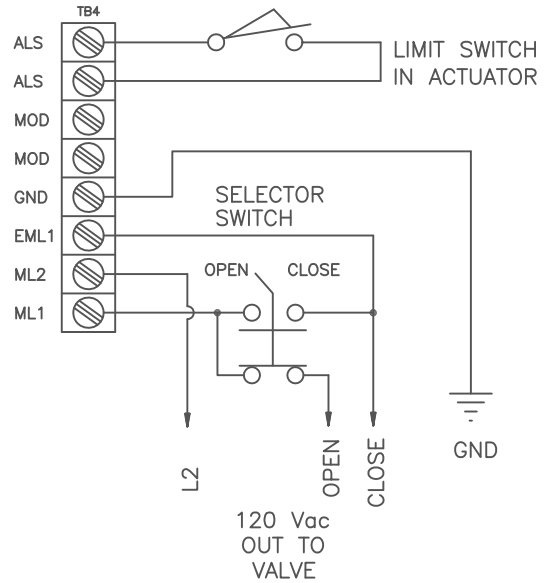 TB4
ALS
ALS
MOD
MOD
GND
EML1
ML2
ML1
LIMIT SWITCH
IN ACTUATOR
SELECTOR
SWITCH
OPEN CLOSE
L2
OPEN
CLOSE
GND
120 Vac
OUT TO
VALVE